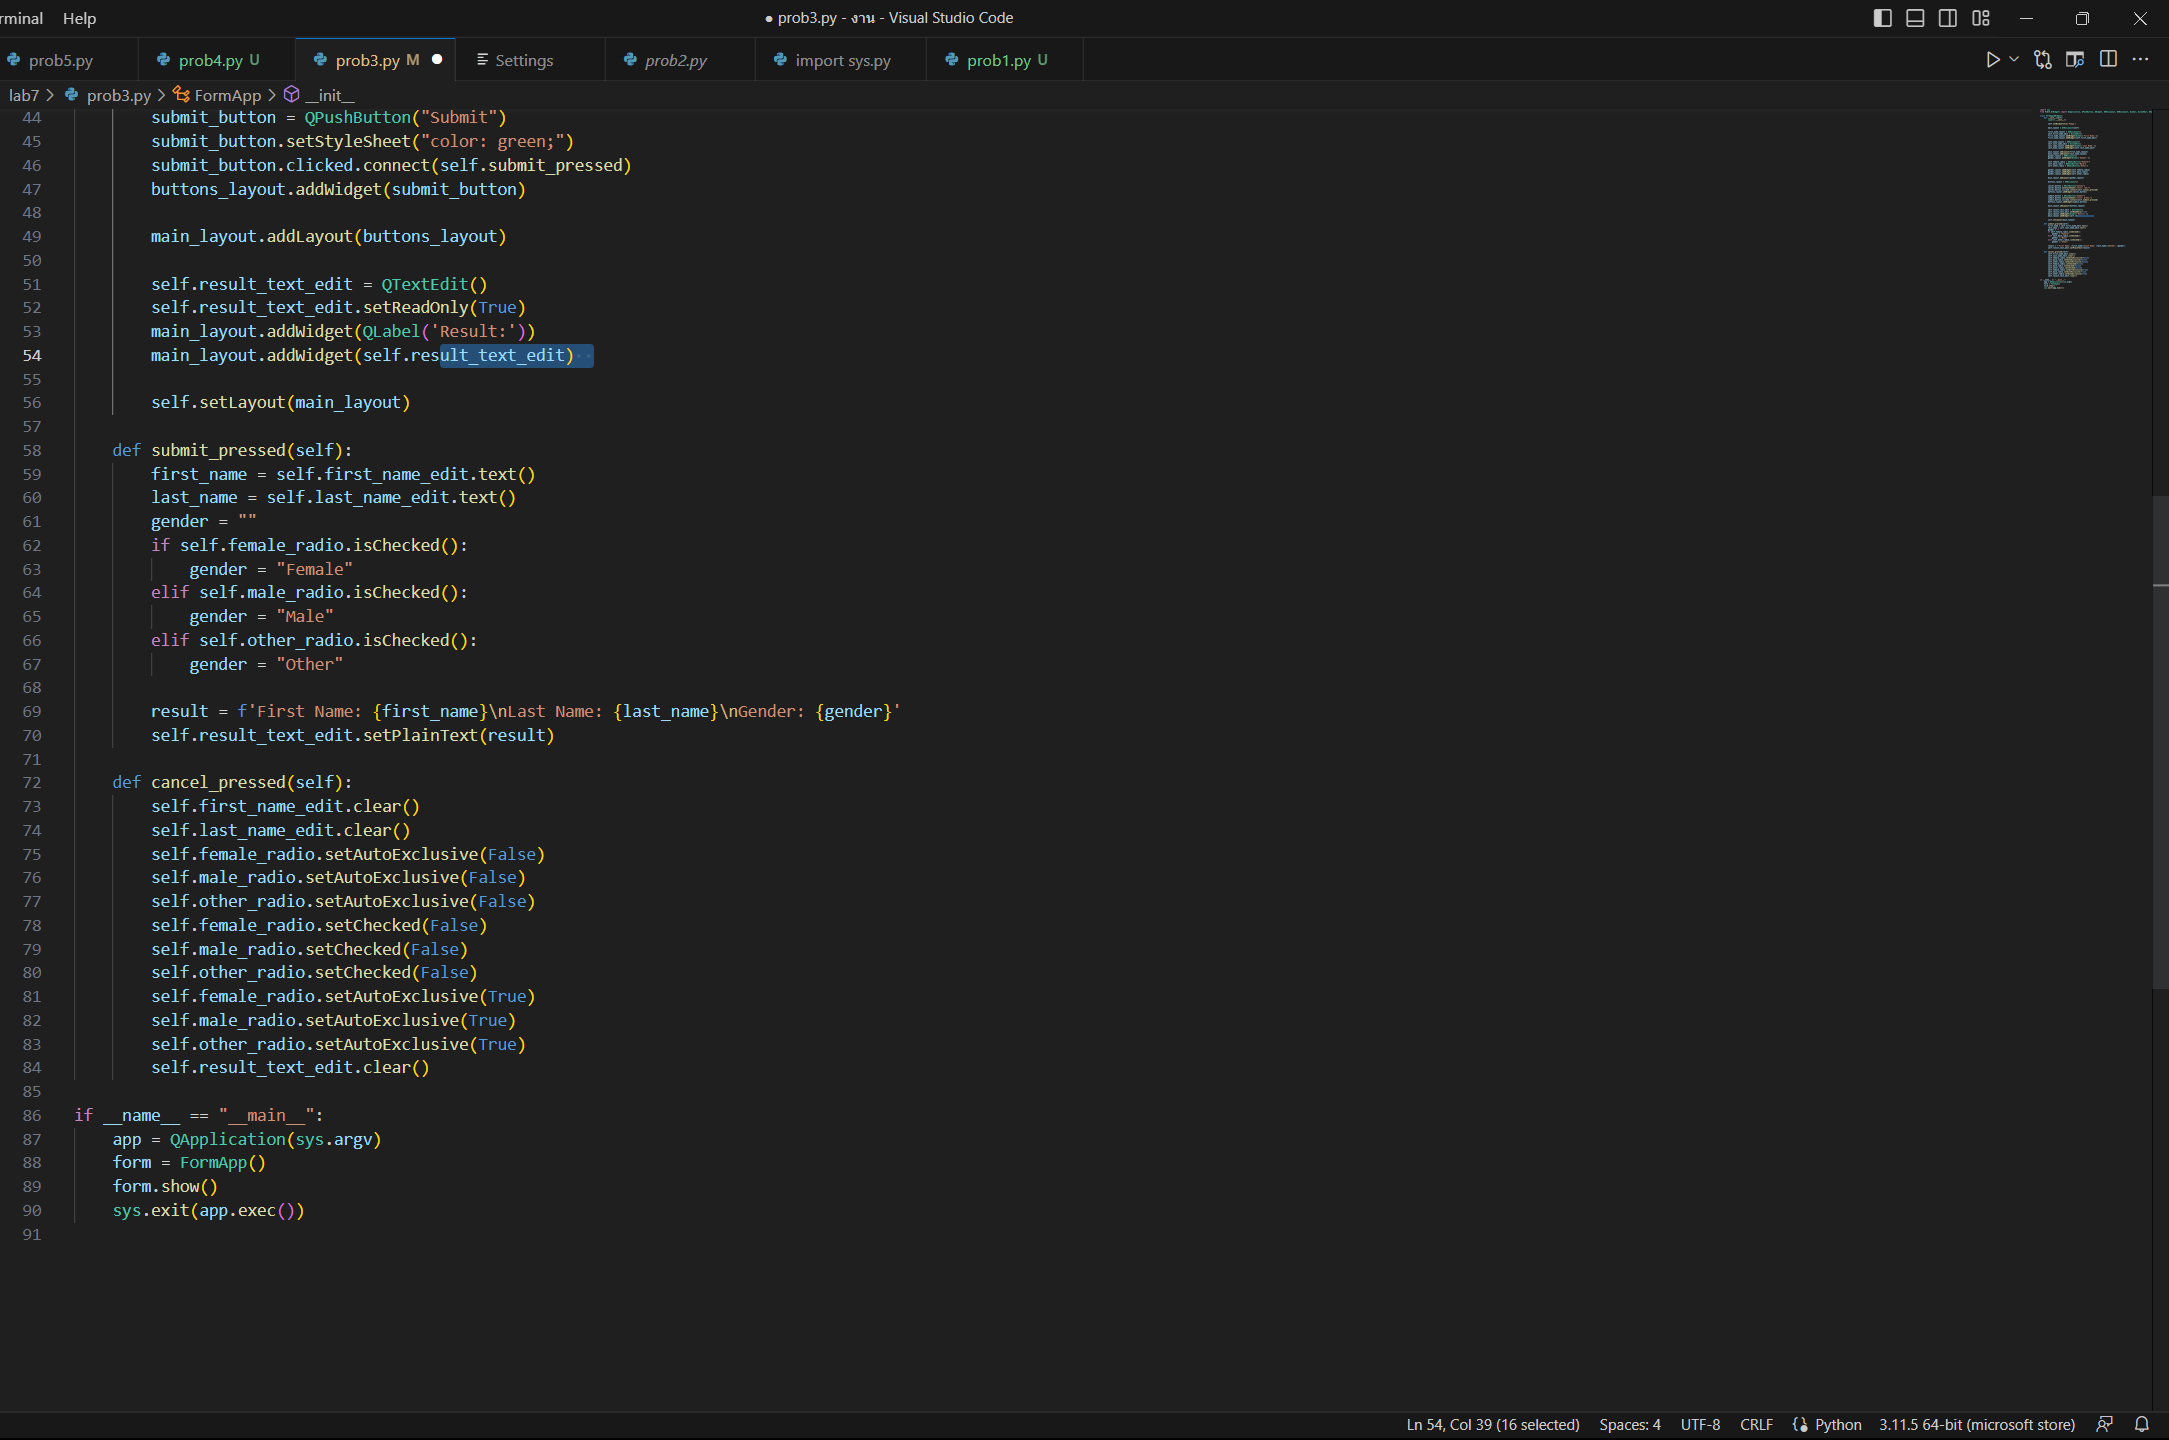 rminal Help
● prob3.py - งาน - Visual Studio Code
prob5.py prob4.py U prob3.py M ● Settings prob2.py import sys.py prob1.py U
lab7 > prob3.py > FormApp > __init__
44 submit_button = QPushButton("Submit")
45 submit_button.setStyleSheet("color: green;")
46 submit_button.clicked.connect(self.submit_pressed)
47 buttons_layout.addWidget(submit_button)
48
49 main_layout.addLayout(buttons_layout)
50
51 self.result_text_edit = QTextEdit()
52 self.result_text_edit.setReadOnly(True)
53 main_layout.addWidget(QLabel('Result:'))
54 main_layout.addWidget(self.result_text_edit)
55
56 self.setLayout(main_layout)
57
58 def submit_pressed(self):
59 first_name = self.first_name_edit.text()
60 last_name = self.last_name_edit.text()
61 gender = ""
62 if self.female_radio.isChecked():
63 gender = "Female"
64 elif self.male_radio.isChecked():
65 gender = "Male"
66 elif self.other_radio.isChecked():
67 gender = "Other"
68
69 result = f'First Name: {first_name}\nLast Name: {last_name}\nGender: {gender}'
70 self.result_text_edit.setPlainText(result)
71
72 def cancel_pressed(self):
73 self.first_name_edit.clear()
74 self.last_name_edit.clear()
75 self.female_radio.setAutoExclusive(False)
76 self.male_radio.setAutoExclusive(False)
77 self.other_radio.setAutoExclusive(False)
78 self.female_radio.setChecked(False)
79 self.male_radio.setChecked(False)
80 self.other_radio.setChecked(False)
81 self.female_radio.setAutoExclusive(True)
82 self.male_radio.setAutoExclusive(True)
83 self.other_radio.setAutoExclusive(True)
84 self.result_text_edit.clear()
85
86 if __name__ == "__main__":
87 app = QApplication(sys.argv)
88 form = FormApp()
89 form.show()
90 sys.exit(app.exec())
91
Ln 54, Col 39 (16 selected) Spaces: 4 UTF-8 CRLF Python 3.11.5 64-bit (microsoft store)